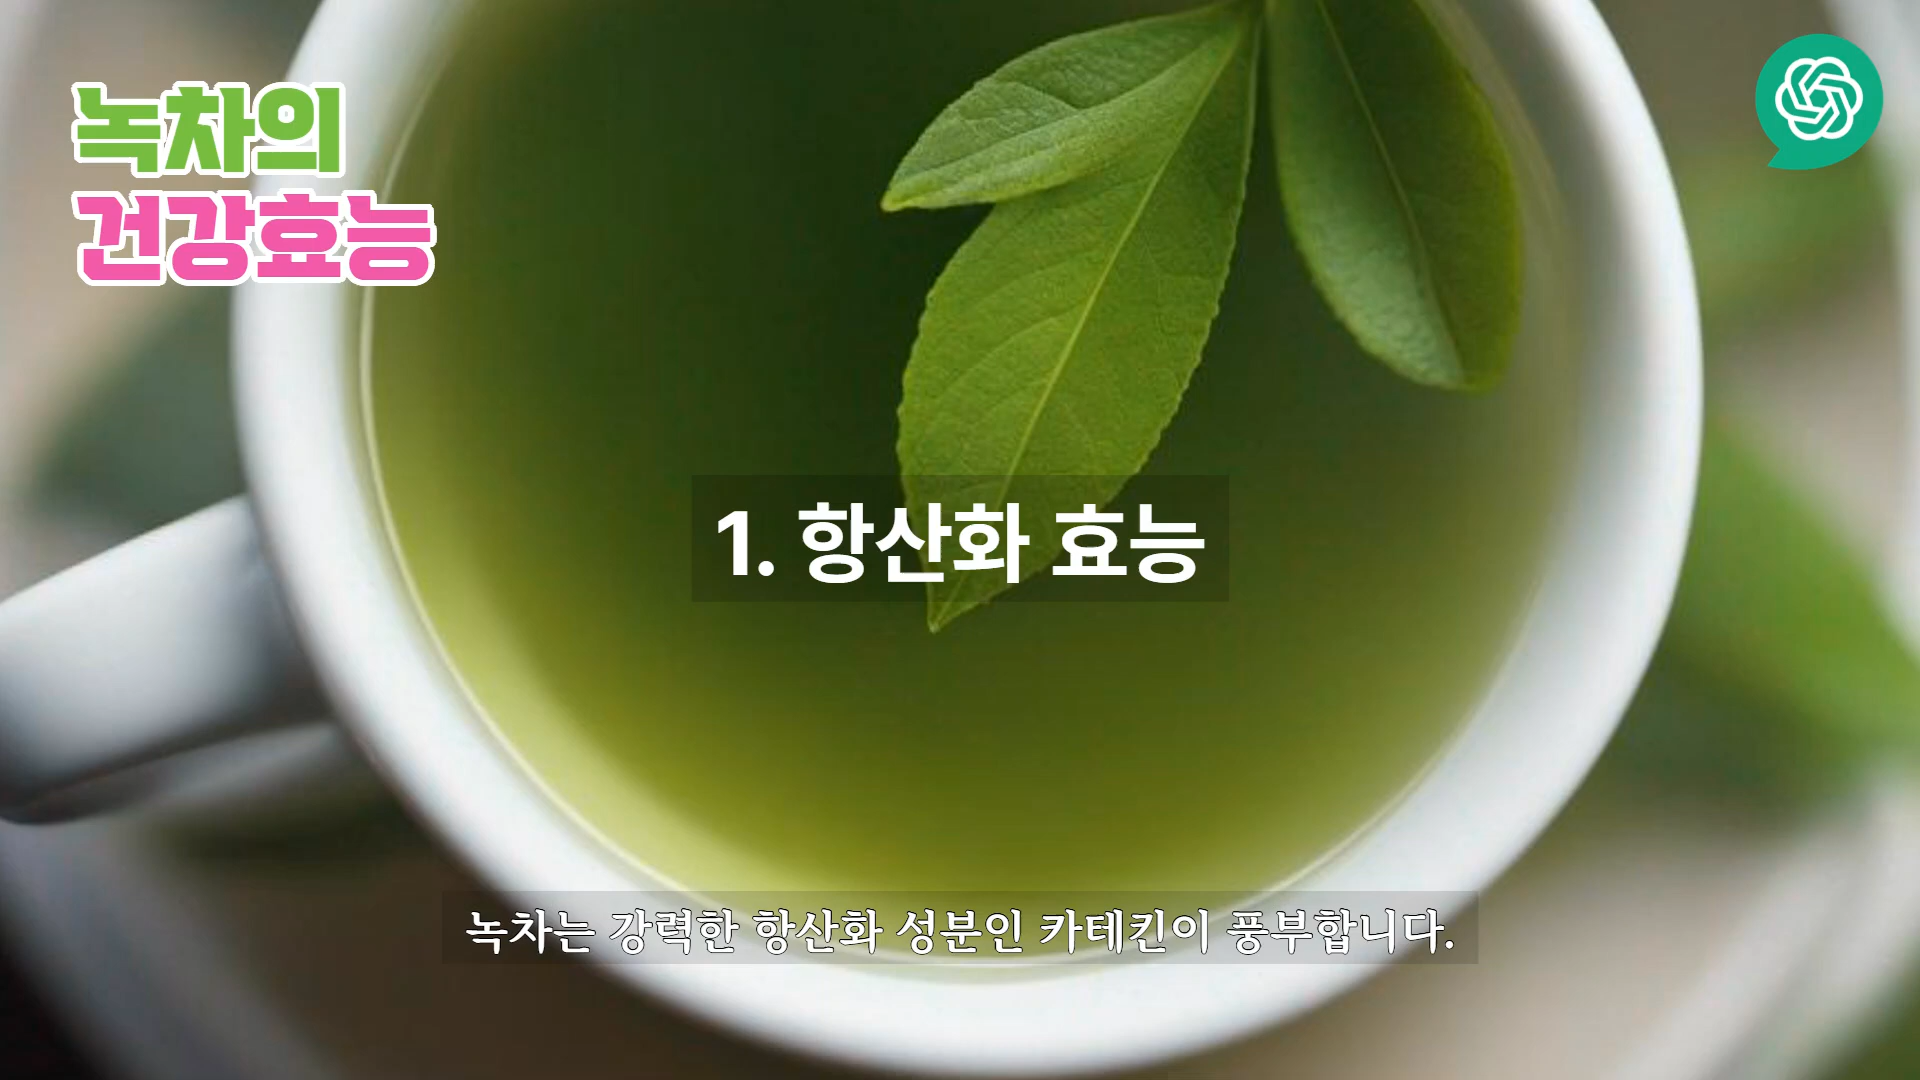 녹차의
건강효능
1. 항산화 효능
녹차는 강력한 항산화 성분인 카테킨이 풍부합니다.